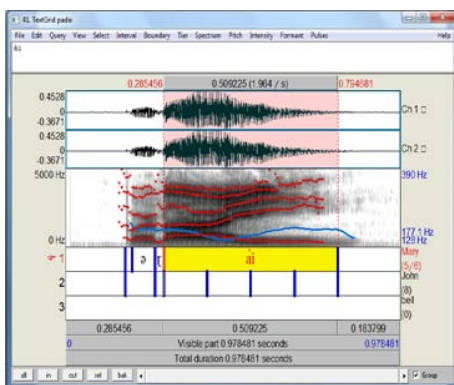 41. TextGrid pada
File Edit Query View Select Interval Boundary Tier Spectrum Pitch Intensity Formant Pulses Help
0.285456 0.509225 (1.964 / s) 0.794681
0.4528
0
-0.3671
Ch 1
0.4528
0
-0.3671
Ch 2
5000 Hz
390 Hz
177.1 Hz
0 Hz
128 Hz
1 ə ai Mary
(5/6)
2 John
(8)
3 bell
(0)
0.285456 0.509225 0.183799
0 Visible part 0.978481 seconds 0.978481
Total duration 0.978481 seconds
all in out sel bak Group